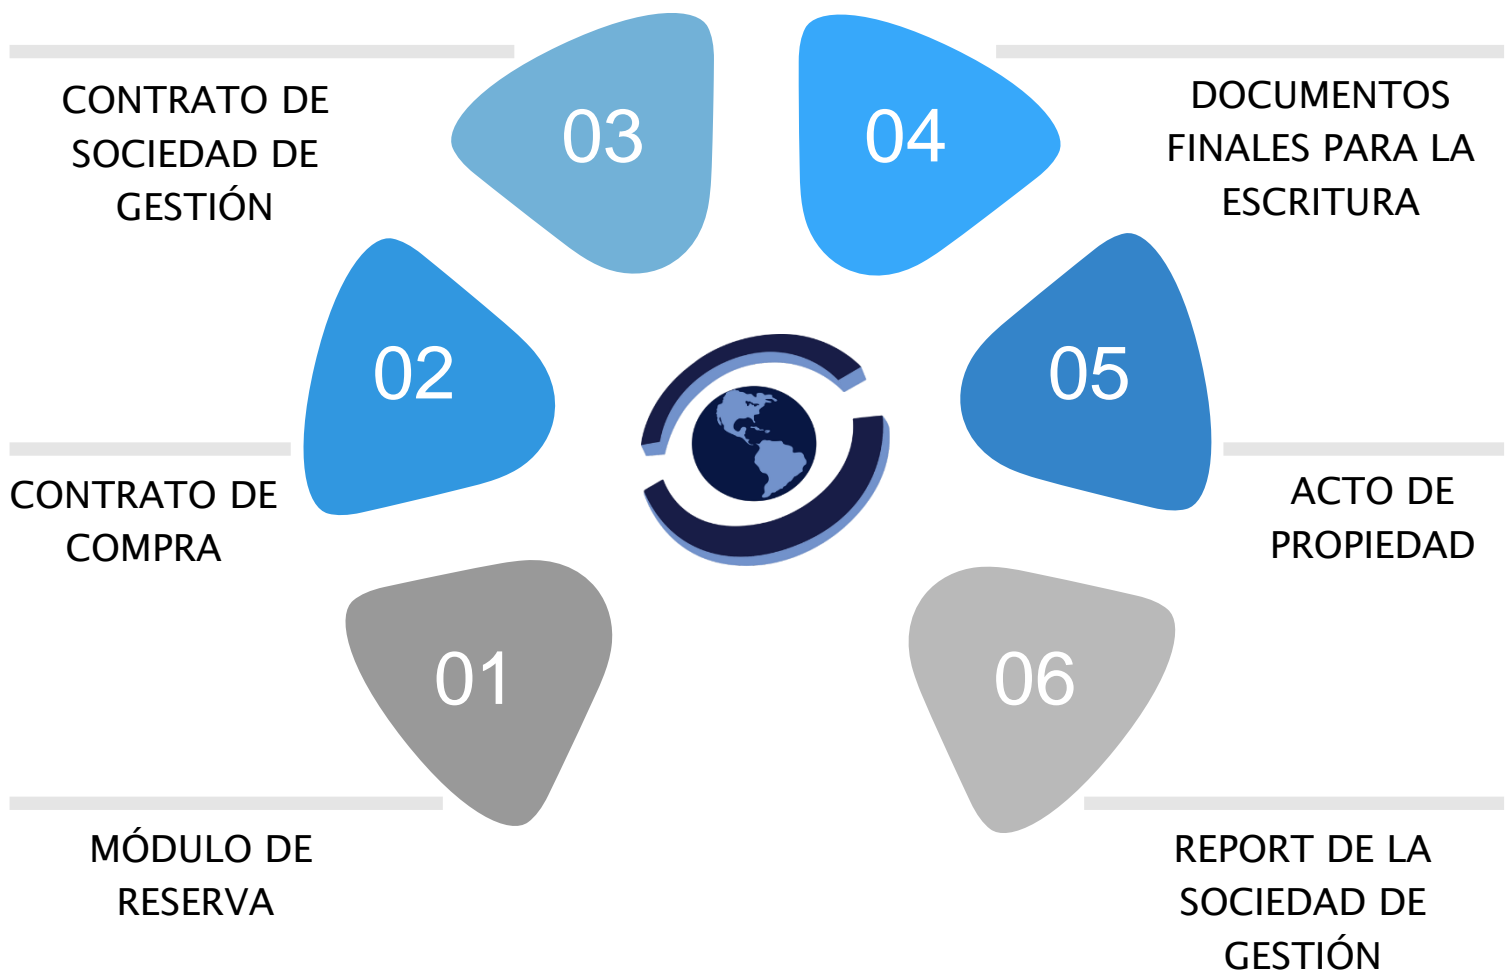 03
CONTRATO DE
SOCIEDAD DE
GESTIÓN
04
DOCUMENTOS
FINALES PARA LA
ESCRITURA
02
CONTRATO DE
COMPRA
05
ACTO DE
PROPIEDAD
01
MÓDULO DE
RESERVA
06
REPORT DE LA
SOCIEDAD DE
GESTIÓN